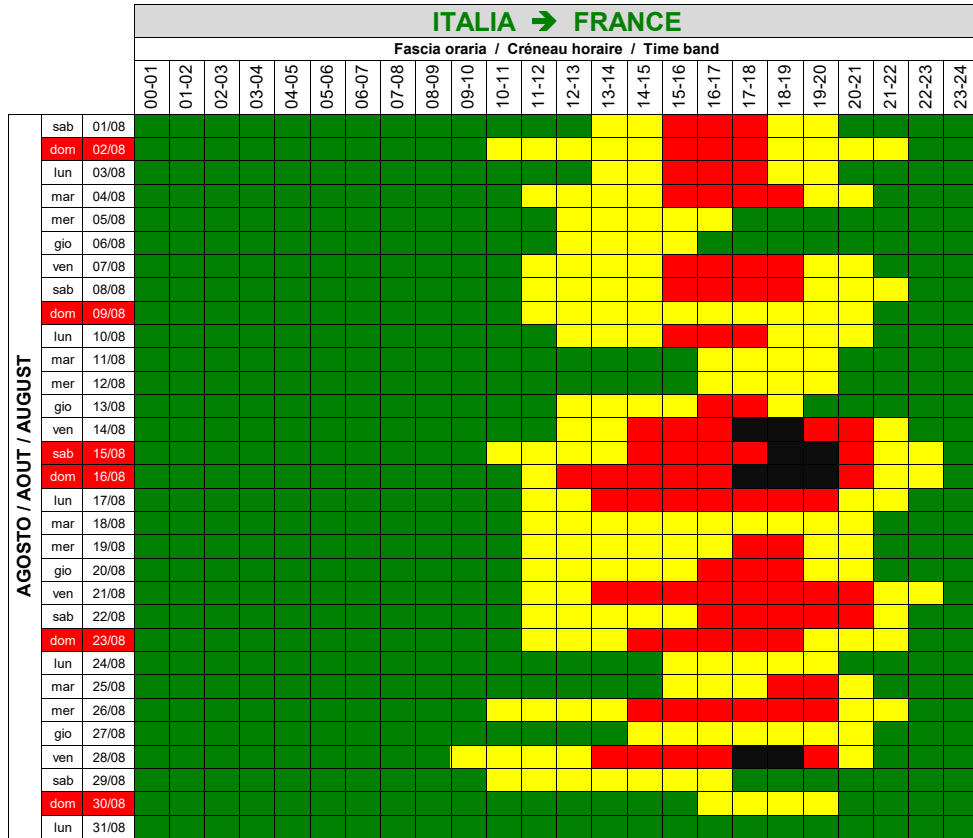 ITALIA ➔ FRANCE
Fascia oraria / Créneau horaire / Time band
00-01 01-02 02-03 03-04 04-05 05-06 06-07 07-08 08-09 09-10 10-11 11-12 12-13 13-14 14-15 15-16 16-17 17-18 18-19 19-20 20-21 21-22 22-23 23-24
AGOSTO / AOUT / AUGUST
sab 01/08
dom 02/08
lun 03/08
mar 04/08
mer 05/08
gio 06/08
ven 07/08
sab 08/08
dom 09/08
lun 10/08
mar 11/08
mer 12/08
gio 13/08
ven 14/08
sab 15/08
dom 16/08
lun 17/08
mar 18/08
mer 19/08
gio 20/08
ven 21/08
sab 22/08
dom 23/08
lun 24/08
mar 25/08
mer 26/08
gio 27/08
ven 28/08
sab 29/08
dom 30/08
lun 31/08